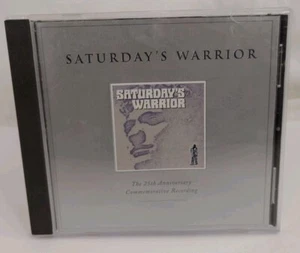 SATURDAY'S WARRIOR
SATURDAY'S
WARRIOR
The 25th Anniversary
Commemorative Recording